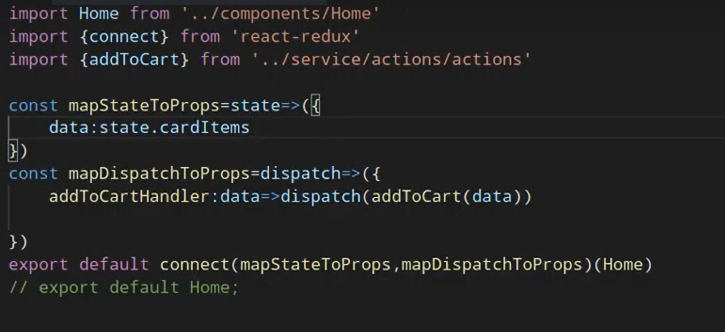 import Home from '../components/Home'
import {connect} from 'react-redux'
import {addToCart} from '../service/actions/actions'
const mapStateToProps=state=>({
data:state.cardItems
})
const mapDispatchToProps=dispatch=>({
addToCartHandler:data=>dispatch(addToCart(data))
})
export default connect(mapStateToProps,mapDispatchToProps)(Home)
// export default Home;